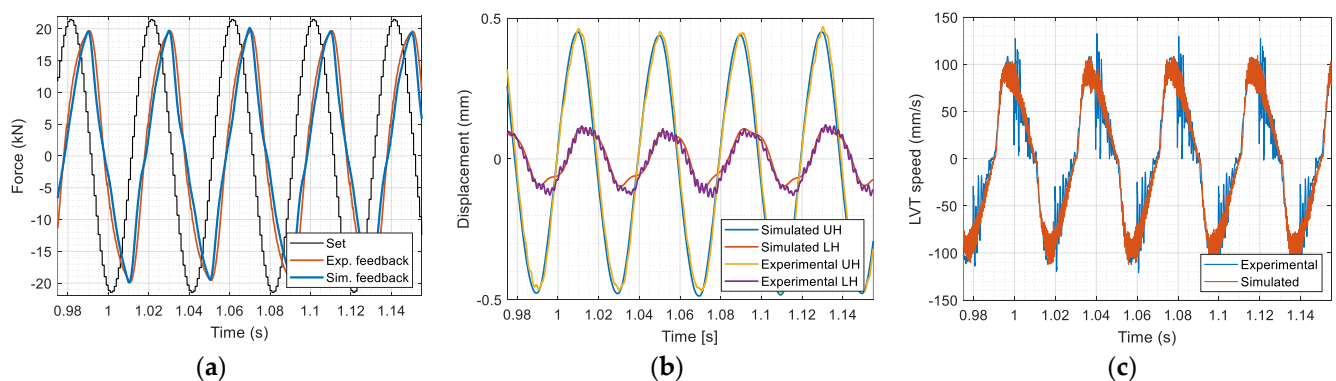 20
15
10
5
0
-5
-10
-15
-20
Force (kN)
Set
Exp. feedback
Sim. feedback
0.98 1 1.02 1.04 1.06 1.08 1.1 1.12 1.14
Time (s)
(a)
0.5
0
-0.5
Displacement (mm)
Simulated UH
Simulated LH
Experimental UH
Experimental LH
0.98 1 1.02 1.04 1.06 1.08 1.1 1.12 1.14
Time [s]
(b)
150
100
50
0
-50
-100
-150
LVT speed (mm/s)
Experimental
Simulated
0.98 1 1.02 1.04 1.06 1.08 1.1 1.12 1.14
Time (s)
(c)